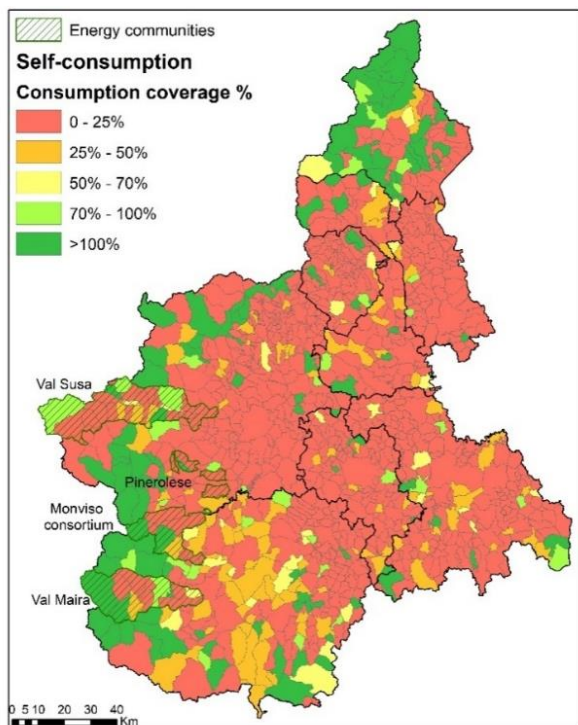 Energy communities
Self-consumption
Consumption coverage %
0 - 25%
25% - 50%
50% - 70%
70% - 100%
>100%
Val Susa
Pinerolese
Monviso
consortium
Val Maira
0 5 10 20 30 40
Km